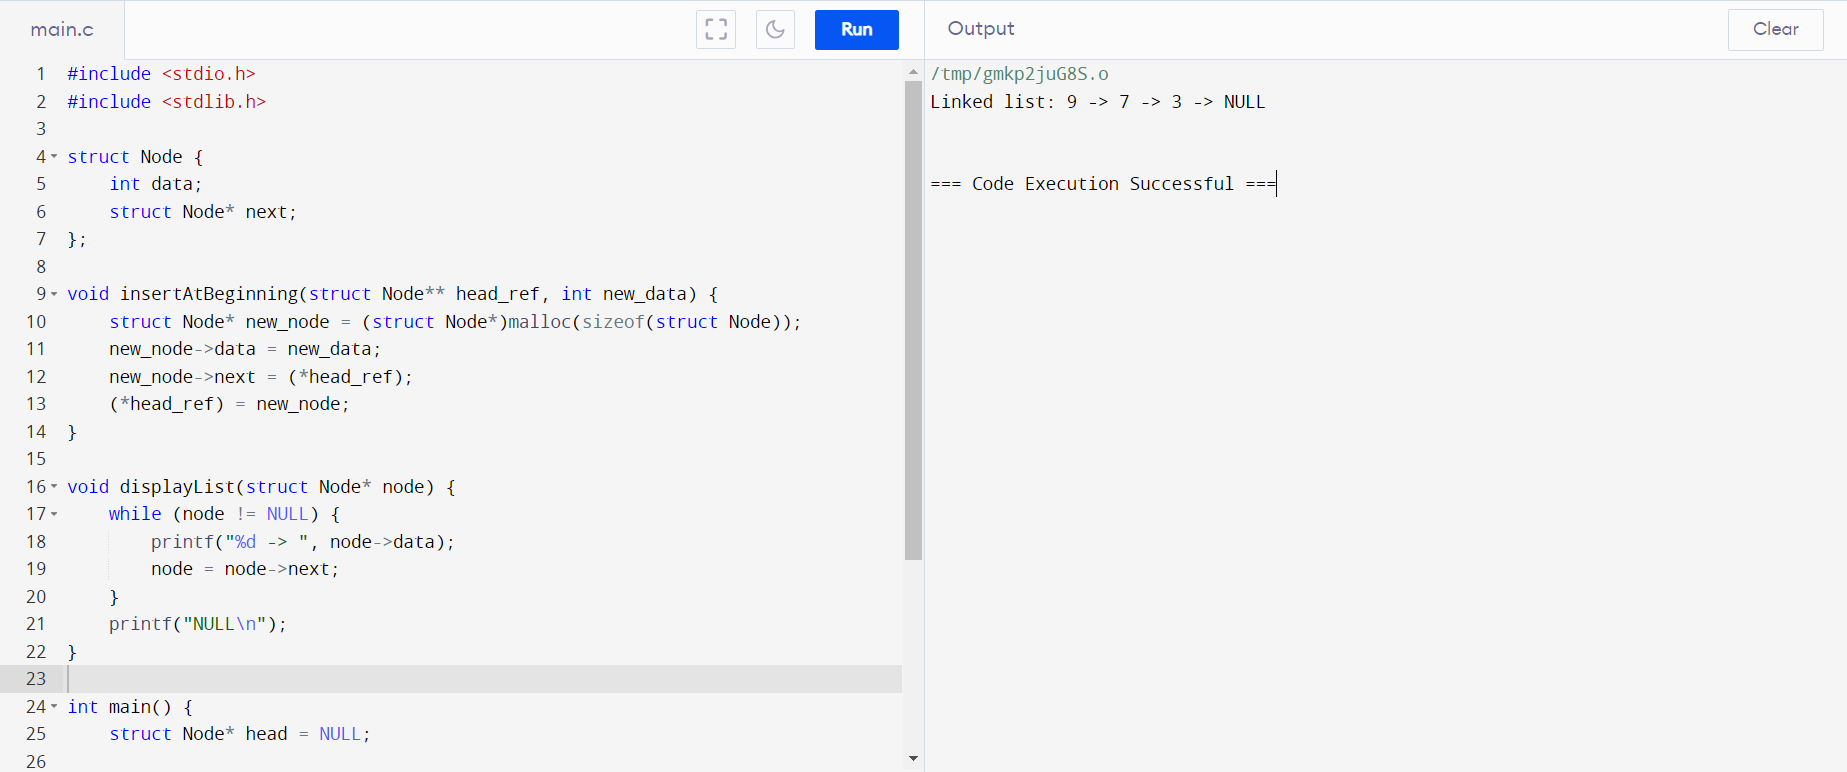 main.c
Run
1 #include <stdio.h>
2 #include <stdlib.h>
3
4 struct Node {
5     int data;
6     struct Node* next;
7 };
8
9 void insertAtBeginning(struct Node** head_ref, int new_data) {
10     struct Node* new_node = (struct Node*)malloc(sizeof(struct Node));
11     new_node->data = new_data;
12     new_node->next = (*head_ref);
13     (*head_ref) = new_node;
14 }
15
16 void displayList(struct Node* node) {
17     while (node != NULL) {
18         printf("%d -> ", node->data);
19         node = node->next;
20     }
21     printf("NULL\n");
22 }
23
24 int main() {
25     struct Node* head = NULL;
26
Output
Clear
/tmp/gmkp2juG8S.o
Linked list: 9 -> 7 -> 3 -> NULL
=== Code Execution Successful ===